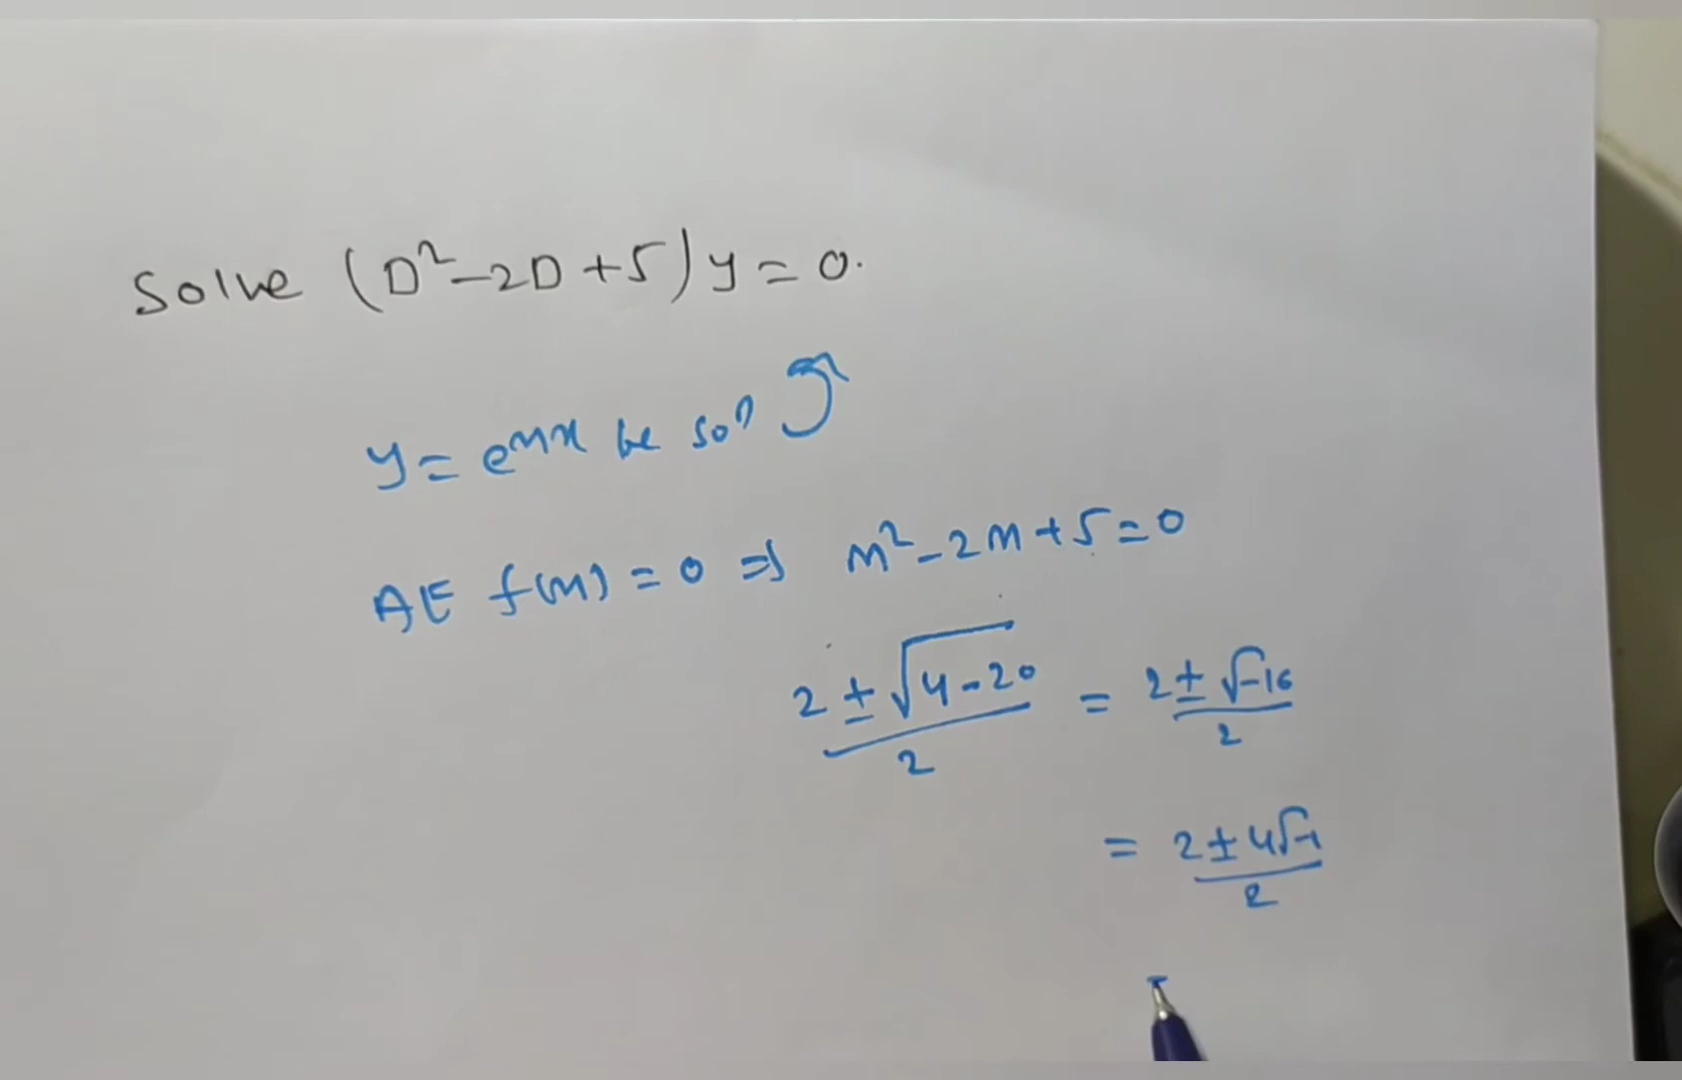 Solve (D²-2D+5)y=0.
y = e^mx be sol^n
AE f(m) = 0 ⇒ m²-2m+5=0
(2 ± √(4-20))/2 = (2 ± √-16)/2
= (2 ± 4√-1)/2